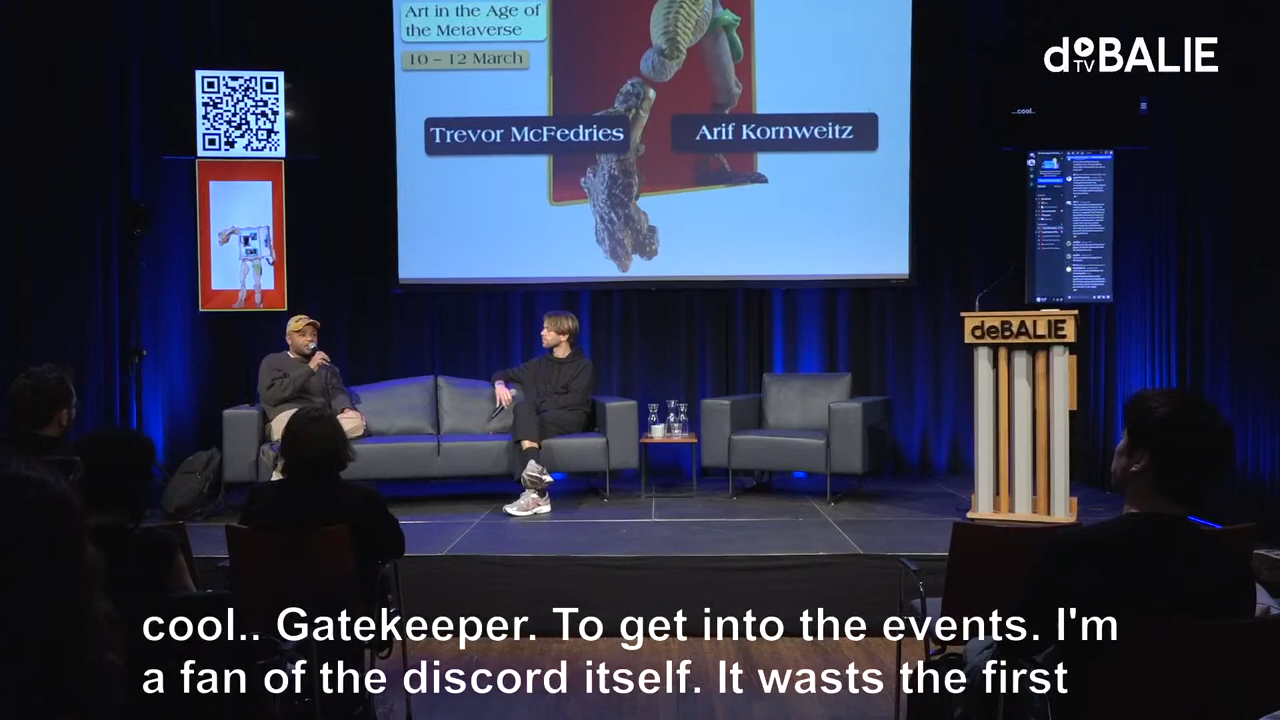 Art in the Age of
the Metaverse
10 – 12 March
Trevor McFedries
Arif Kornweitz
deBALIE
TV
...cool..
deBALIE
cool.. Gatekeeper. To get into the events. I'm
a fan of the discord itself. It wasts the first